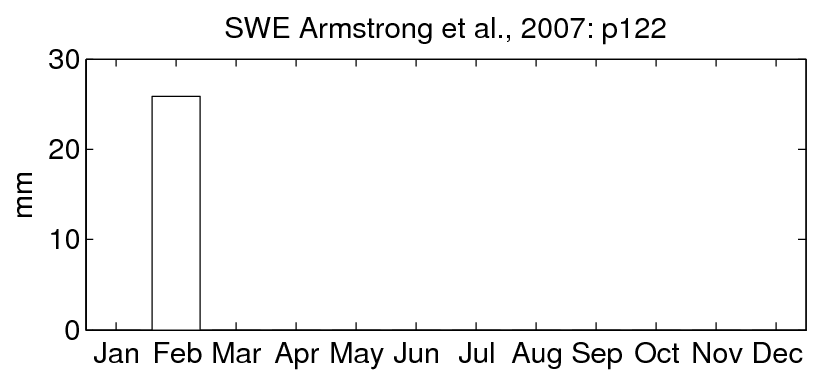 SWE Armstrong et al., 2007: p122
30
20
10
0
mm
Jan Feb Mar Apr May Jun Jul Aug Sep Oct Nov Dec